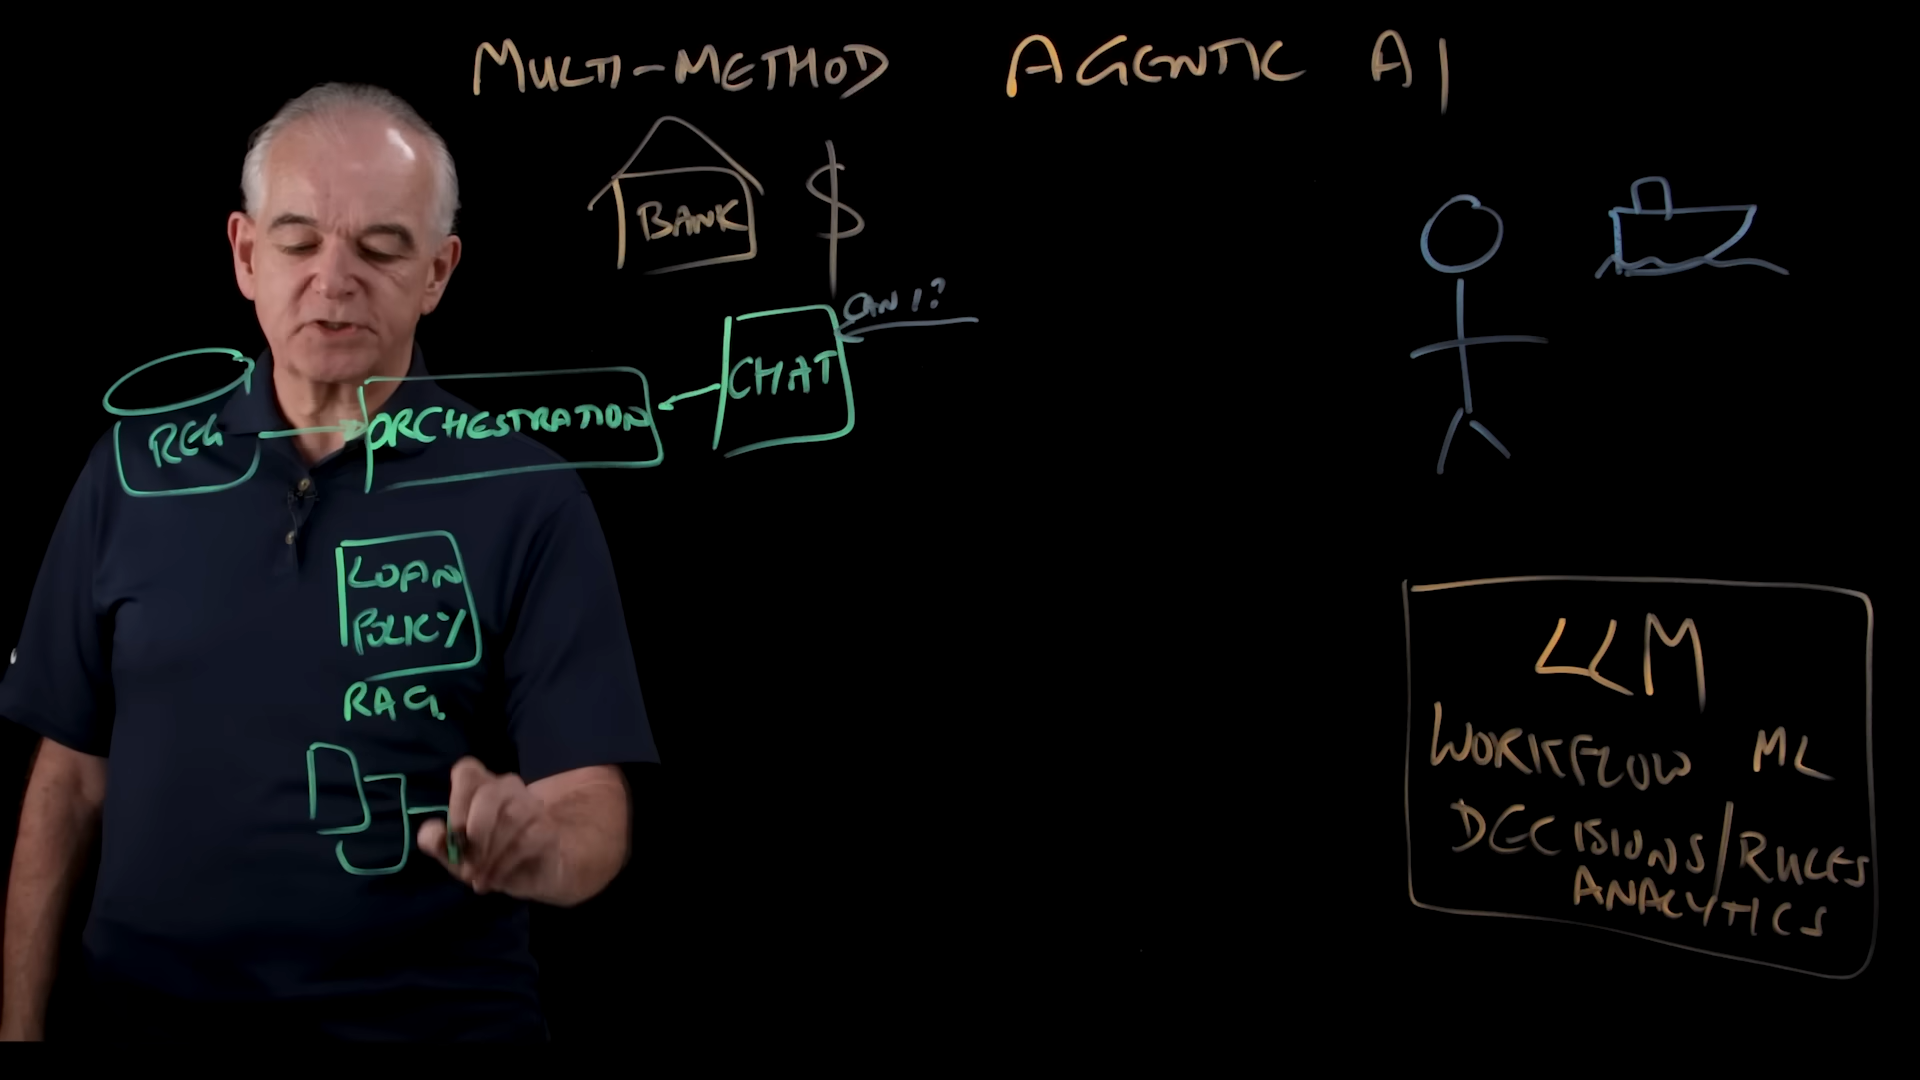 MULTI-METHOD AGENTIC AI
BANK
$
CAN I?
CHAT
REG
ORCHESTRATION
LOAN
POLICY
RAG.
LLM
WORKFLOW ML
DECISIONS/RULES
ANALYTICS